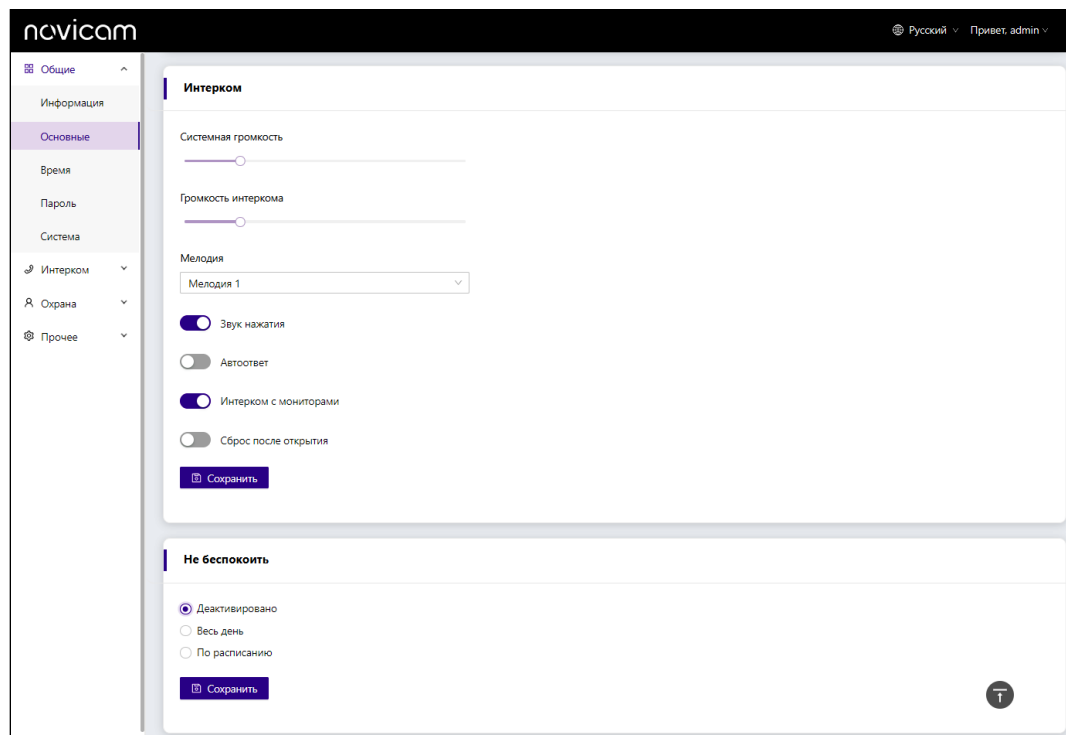 novicam
Русский
Привет, admin
Общие
Информация
Основные
Время
Пароль
Система
Интерком
Охрана
Прочее
Интерком
Системная громкость
Громкость интеркома
Мелодия
Мелодия 1
Звук нажатия
Автоответ
Интерком с мониторами
Сброс после открытия
Сохранить
Не беспокоить
Деактивировано
Весь день
По расписанию
Сохранить